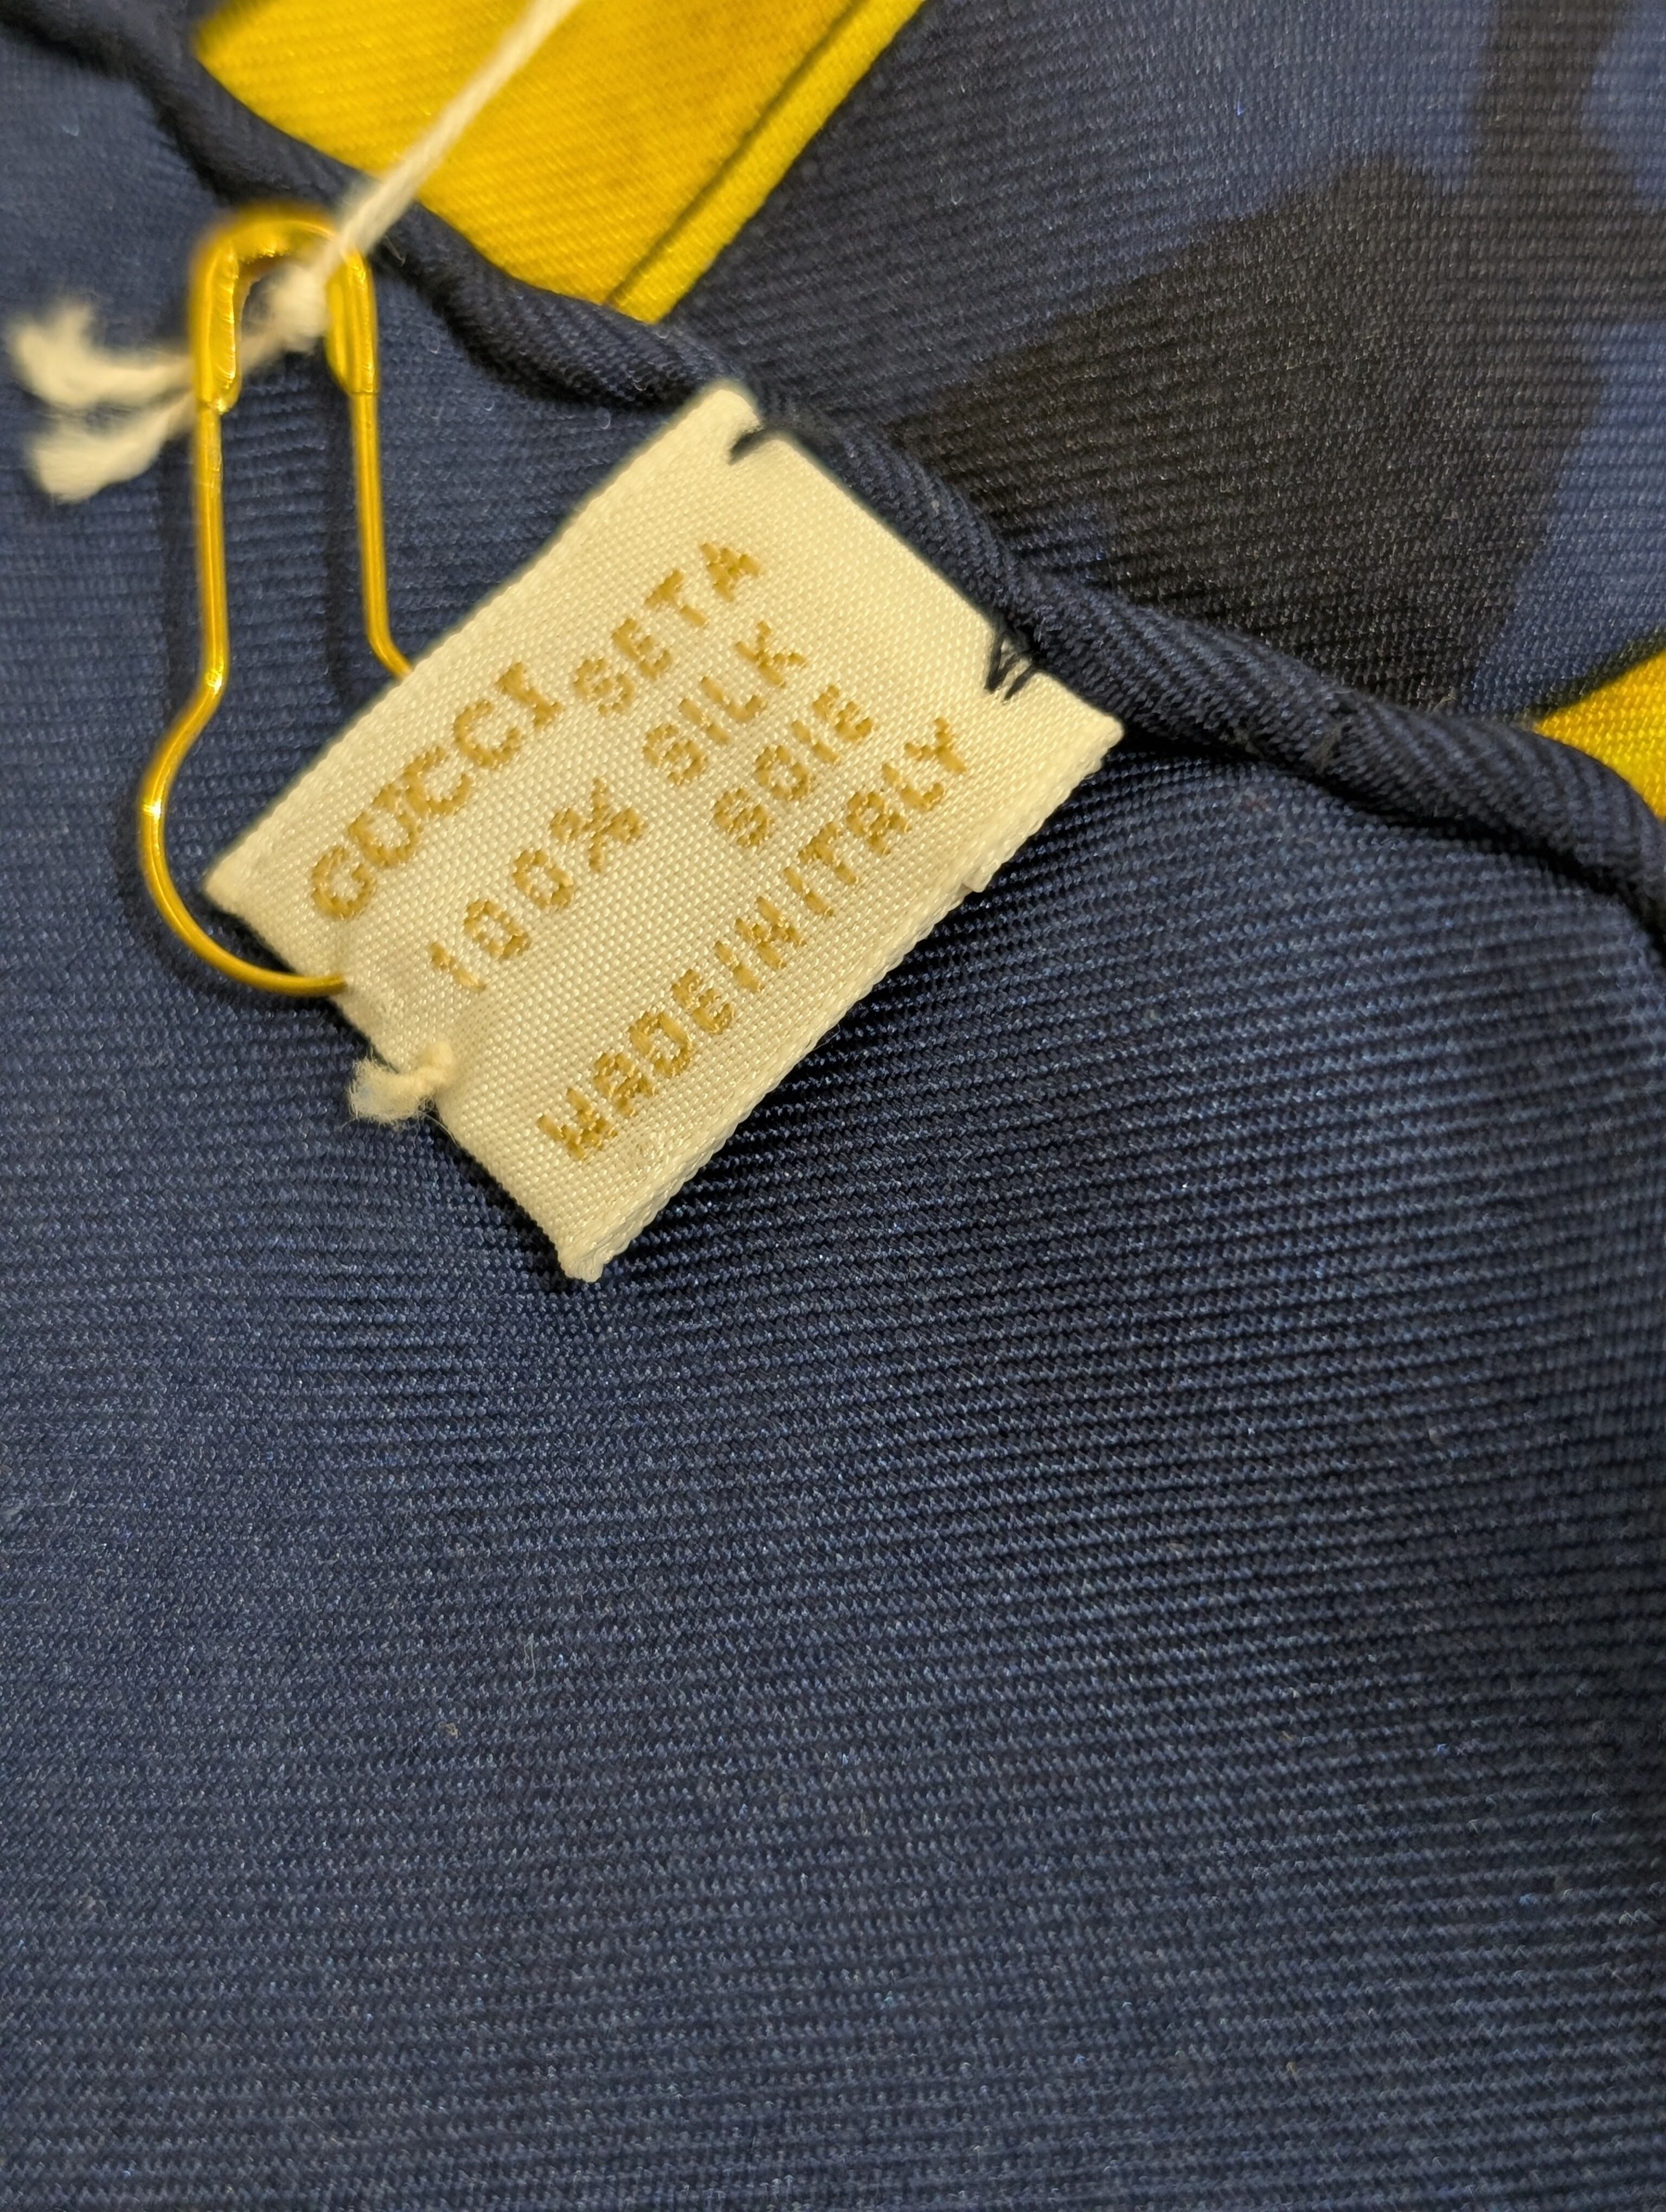 GUCCI SETA
100% SILK
SOIE
MADE IN ITALY